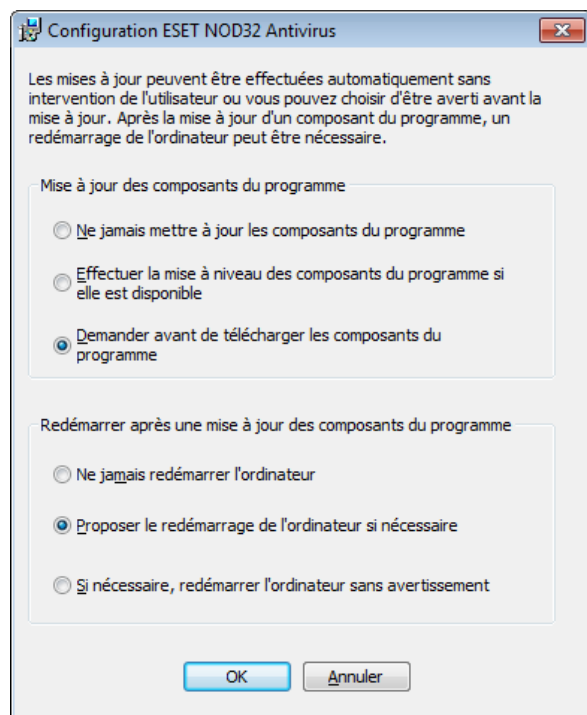 Configuration ESET NOD32 Antivirus
Les mises à jour peuvent être effectuées automatiquement sans
intervention de l'utilisateur ou vous pouvez choisir d'être averti avant la
mise à jour. Après la mise à jour d'un composant du programme, un
redémarrage de l'ordinateur peut être nécessaire.
Mise à jour des composants du programme
Ne jamais mettre à jour les composants du programme
Effectuer la mise à niveau des composants du programme si
elle est disponible
Demander avant de télécharger les composants du
programme
Redémarrer après une mise à jour des composants du programme
Ne jamais redémarrer l'ordinateur
Proposer le redémarrage de l'ordinateur si nécessaire
Si nécessaire, redémarrer l'ordinateur sans avertissement
OK
Annuler